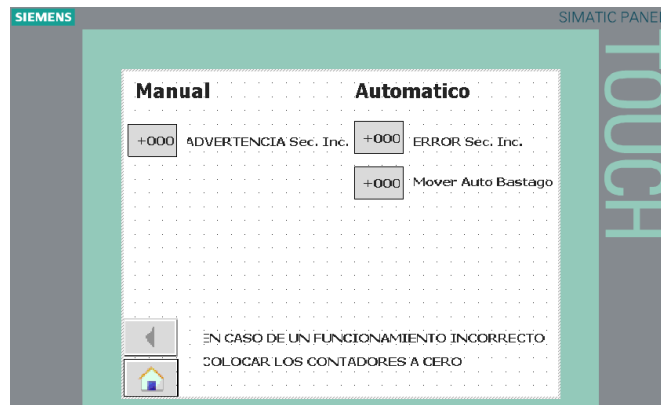 SIEMENS
SIMATIC PANEL
TOUCH
Manual
Automatico
+000 ADVERTENCIA Sec. Inc.
+000 ERROR Sec. Inc.
+000 Mover Auto Bastago
EN CASO DE UN FUNCIONAMIENTO INCORRECTO
COLOCAR LOS CONTADORES A CERO